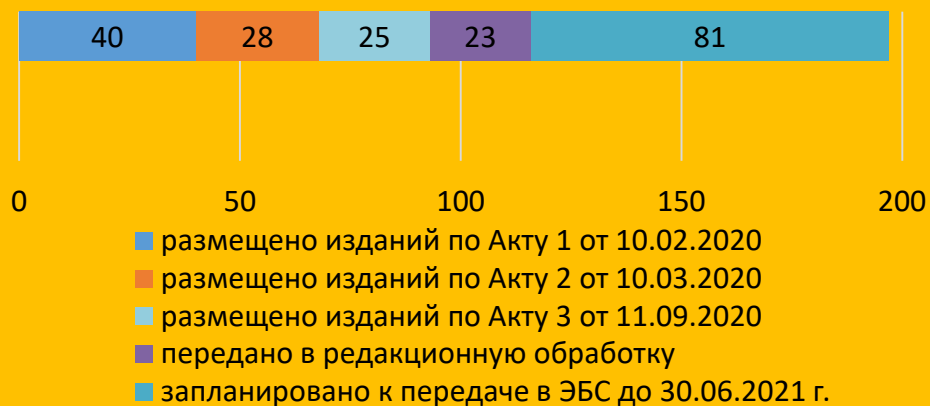 40 28 25 23 81
0 50 100 150 200
размещено изданий по Акту 1 от 10.02.2020
размещено изданий по Акту 2 от 10.03.2020
размещено изданий по Акту 3 от 11.09.2020
передано в редакционную обработку
запланировано к передаче в ЭБС до 30.06.2021 г.